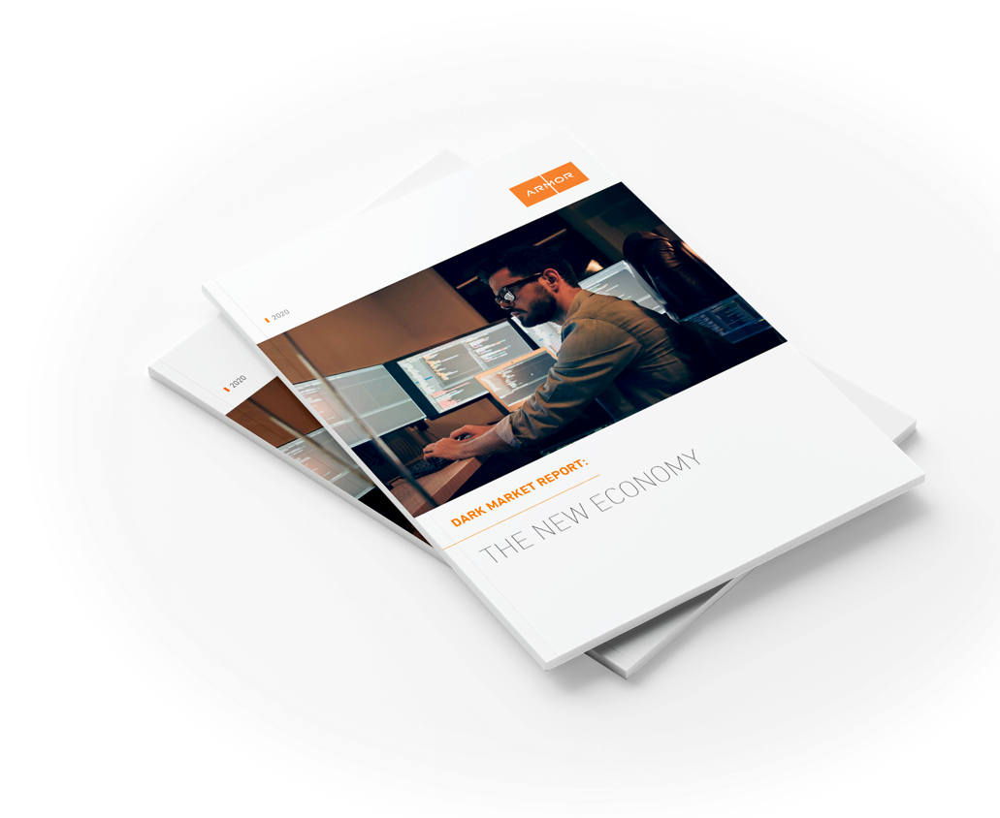 ARMOR
2020
2020
DARK MARKET REPORT:
THE NEW ECONOMY